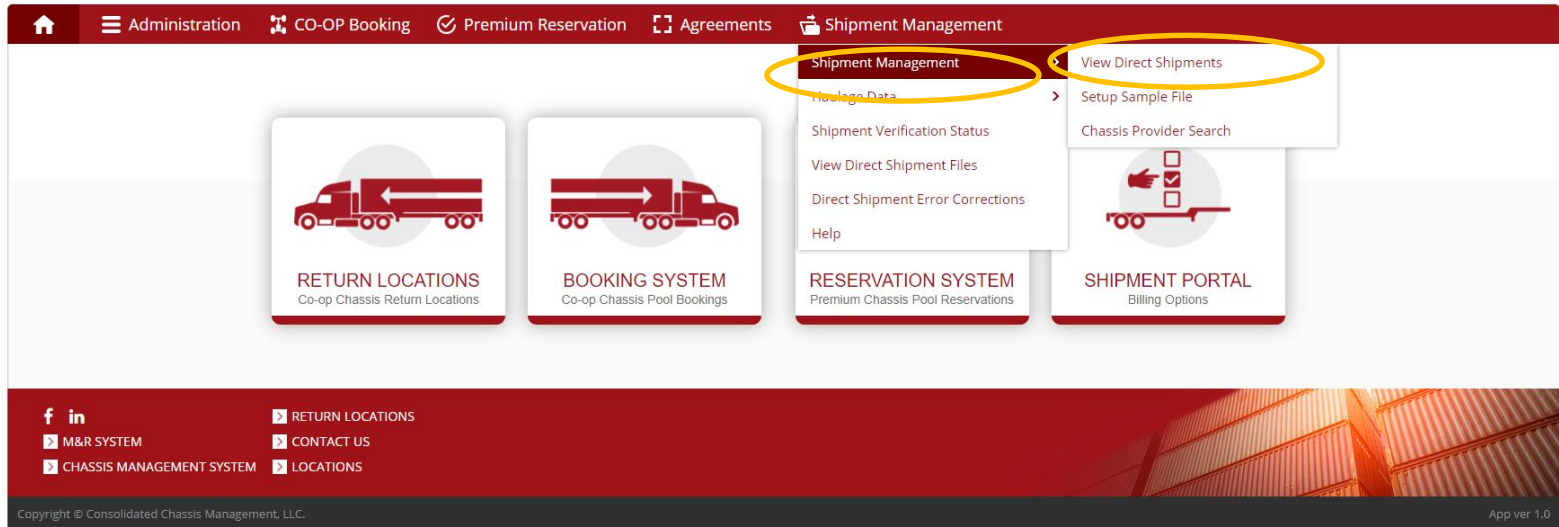 Administration CO-OP Booking Premium Reservation Agreements Shipment Management
Shipment Management View Direct Shipments
Haulage Data Setup Sample File
Shipment Verification Status Chassis Provider Search
View Direct Shipment Files
Direct Shipment Error Corrections
Help
RETURN LOCATIONS BOOKING SYSTEM RESERVATION SYSTEM SHIPMENT PORTAL
Co-op Chassis Return Locations Co-op Chassis Pool Bookings Premium Chassis Pool Reservations Billing Options
f in RETURN LOCATIONS
M&R SYSTEM CONTACT US
CHASSIS MANAGEMENT SYSTEM LOCATIONS
Copyright © Consolidated Chassis Management, LLC. App ver 1.0